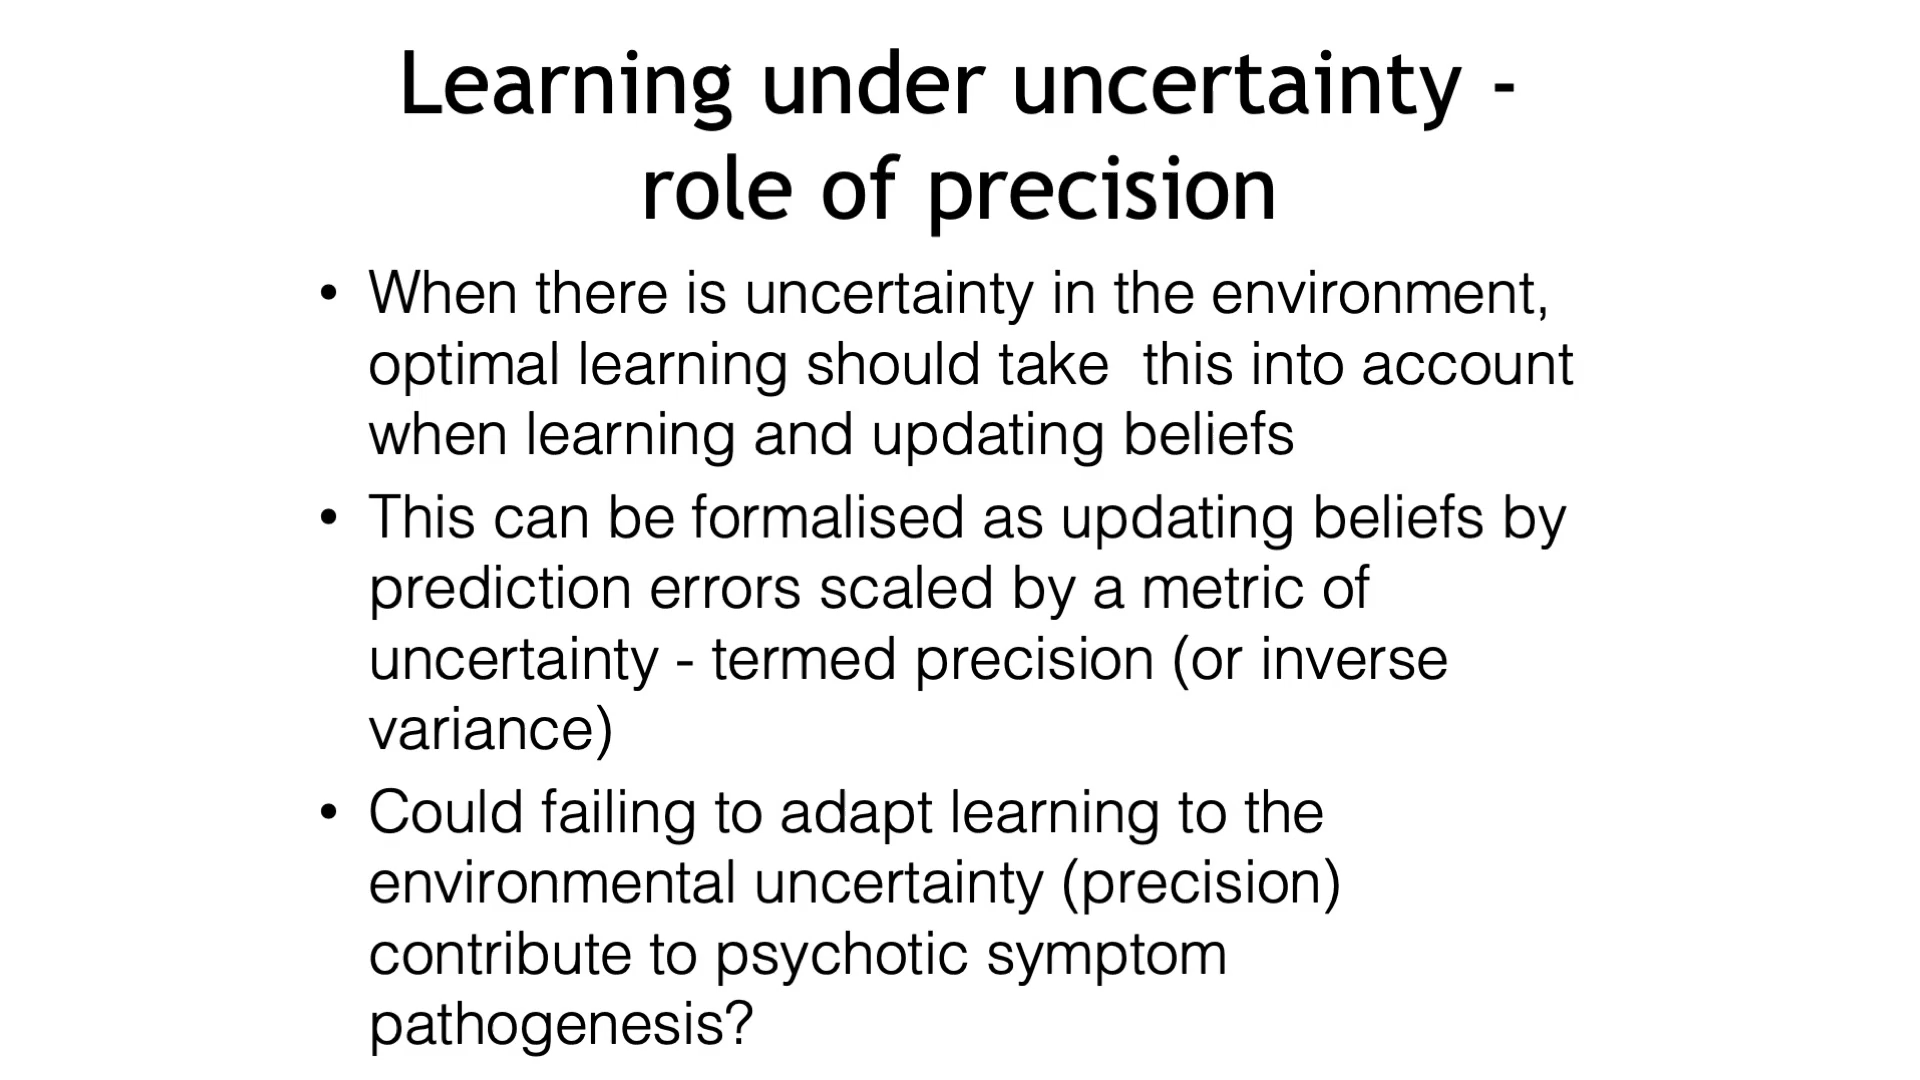 Learning under uncertainty -
role of precision
• When there is uncertainty in the environment,
optimal learning should take  this into account
when learning and updating beliefs
• This can be formalised as updating beliefs by
prediction errors scaled by a metric of
uncertainty - termed precision (or inverse
variance)
• Could failing to adapt learning to the
environmental uncertainty (precision)
contribute to psychotic symptom
pathogenesis?